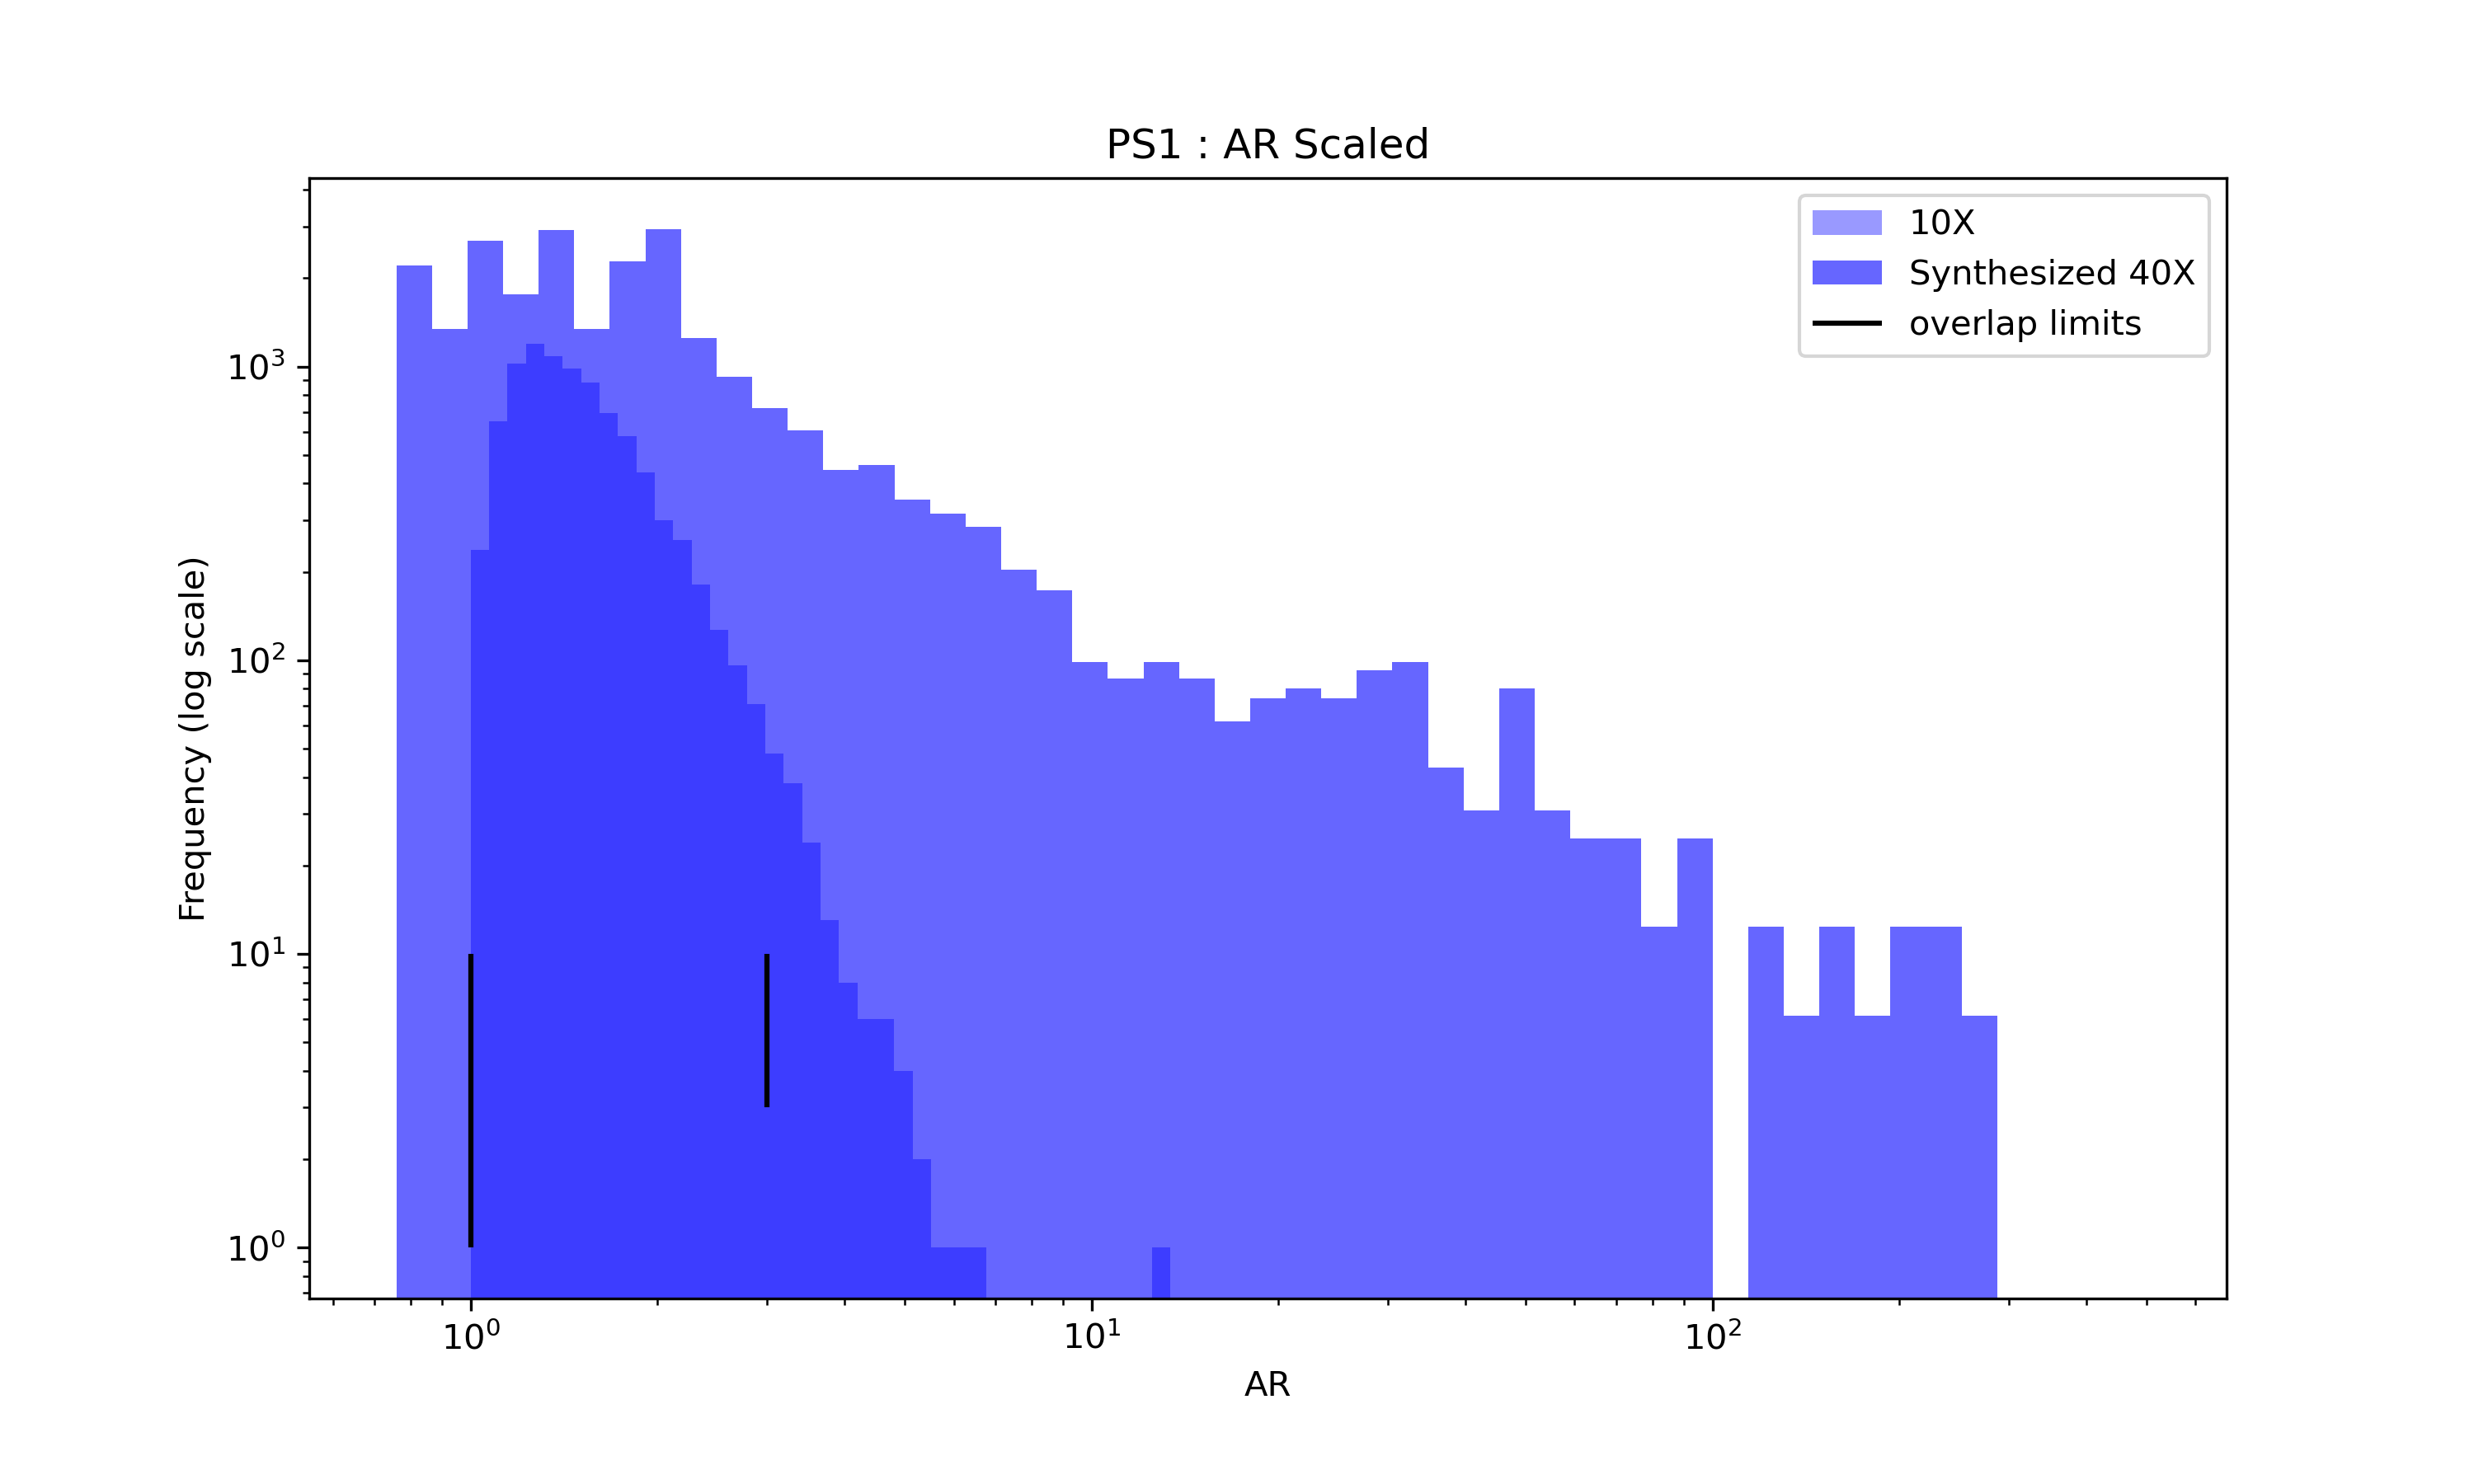 PS1 : AR Scaled
10X
Synthesized 40X
overlap limits
Frequency (log scale)
10³
10²
10¹
10⁰
10⁰ 10¹ 10²
AR